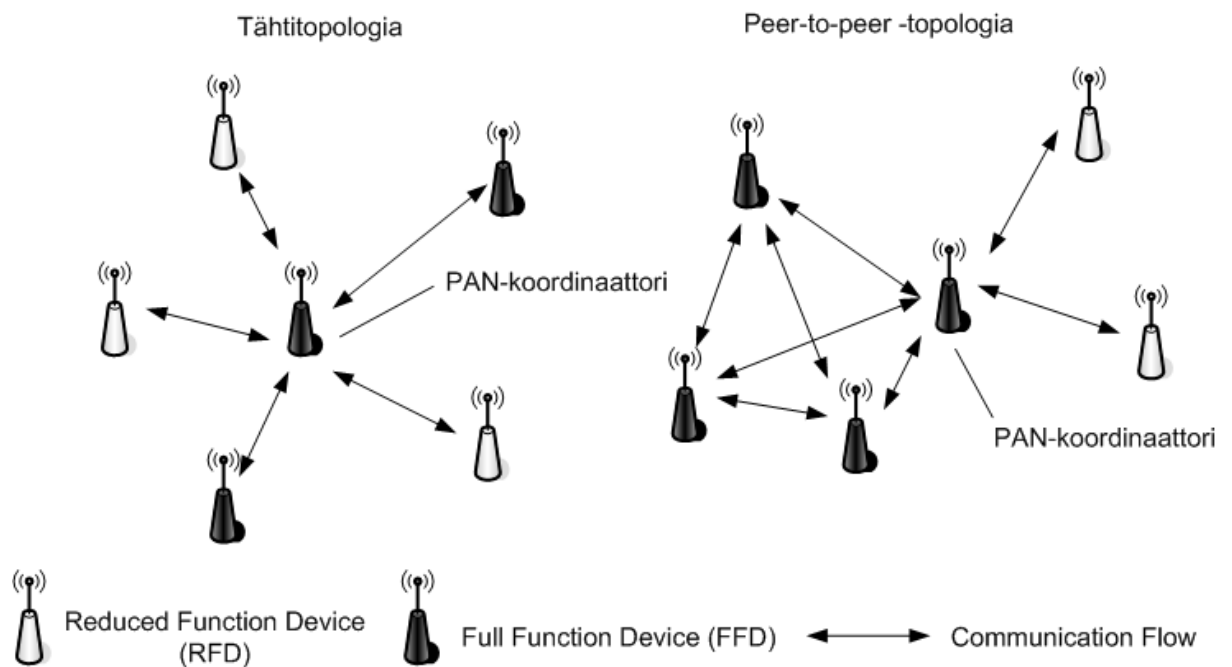 Tähtitopologia
Peer-to-peer -topologia
PAN-koordinaattori
PAN-koordinaattori
Reduced Function Device
(RFD)
Full Function Device (FFD)
Communication Flow